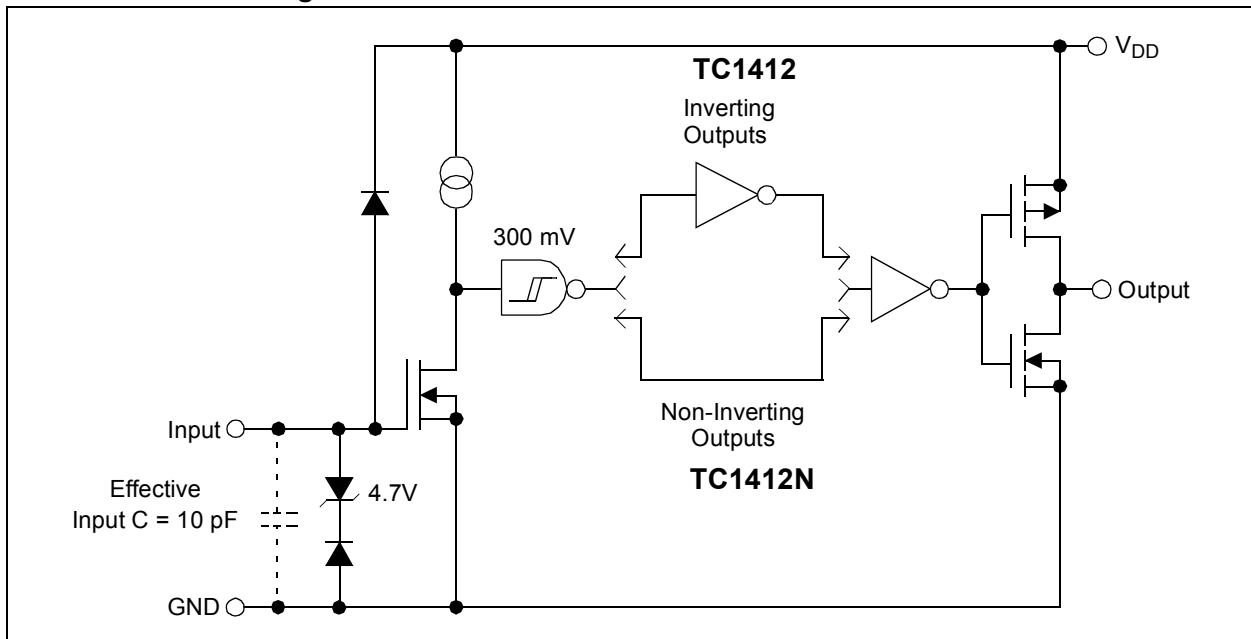 g
V_DD
TC1412
Inverting
Outputs
300 mV
Output
Input
Non-Inverting
Outputs
TC1412N
4.7V
Effective
Input C = 10 pF
GND